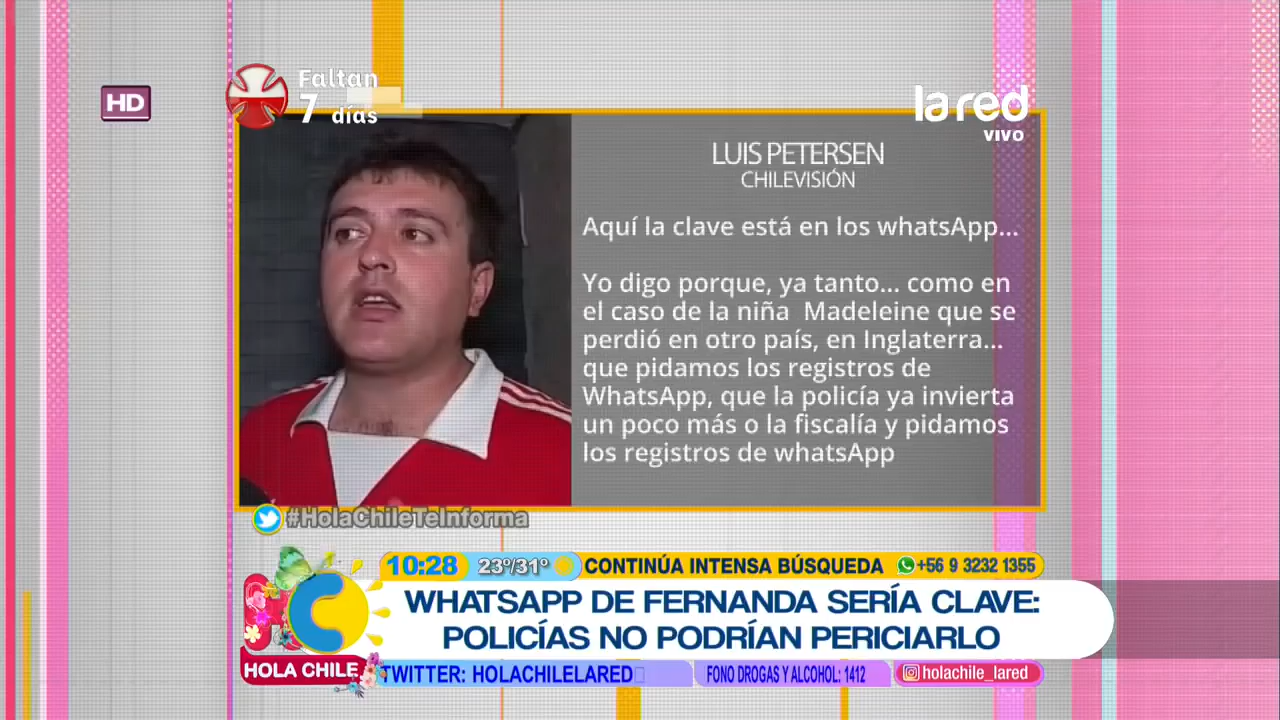 HD
Faltan
7 días
la red
vivo
LUIS PETERSEN
CHILEVISIÓN
Aquí la clave está en los whatsApp...
Yo digo porque, ya tanto... como en
el caso de la niña Madeleine que se
perdió en otro país, en Inglaterra...
que pidamos los registros de
WhatsApp, que la policía ya invierta
un poco más o la fiscalía y pidamos
los registros de whatsApp
#HolaChileTeInforma
10:28 23º/31º CONTINÚA INTENSA BÚSQUEDA +56 9 3232 1355
WHATSAPP DE FERNANDA SERÍA CLAVE:
POLICÍAS NO PODRÍAN PERICIARLO
HOLA CHILE TWITTER: HOLACHILELARED FONO DROGAS Y ALCOHOL: 1412 holachile_lared